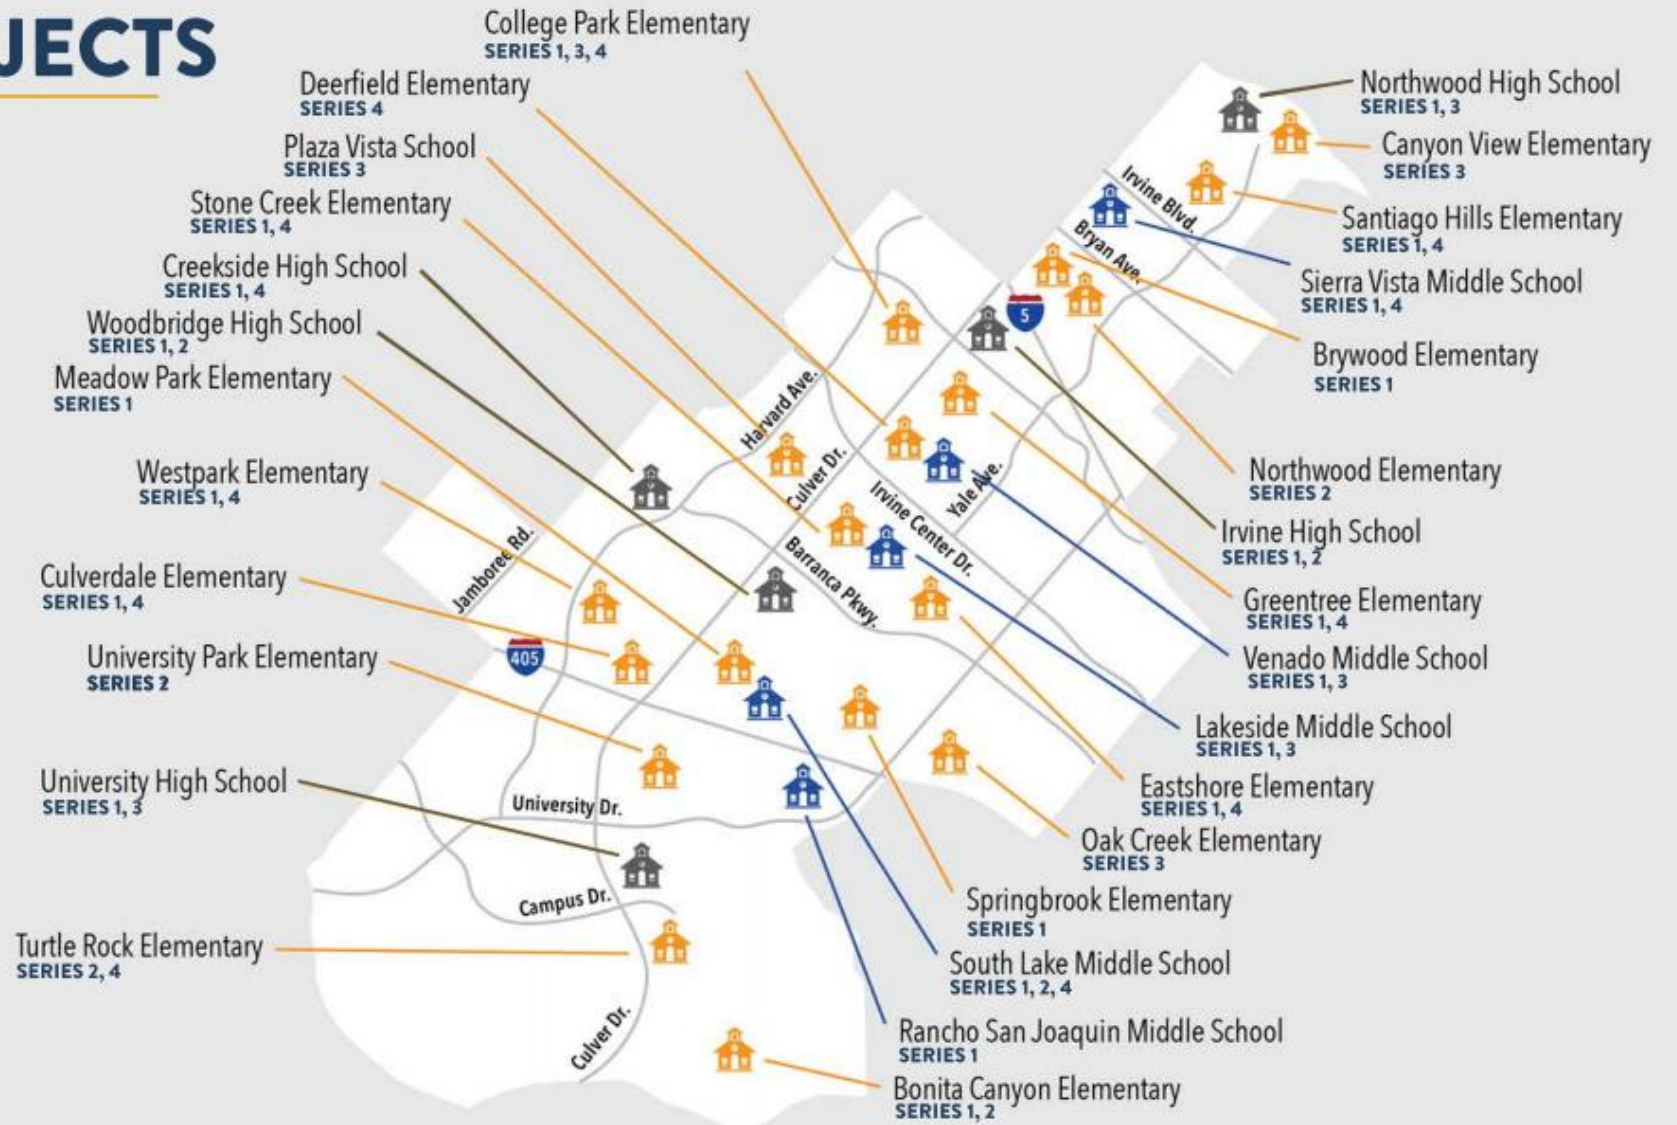 JECTS
College Park Elementary
SERIES 1, 3, 4
Deerfield Elementary
SERIES 4
Plaza Vista School
SERIES 3
Stone Creek Elementary
SERIES 1, 4
Creekside High School
SERIES 1, 4
Woodbridge High School
SERIES 1, 2
Meadow Park Elementary
SERIES 1
Westpark Elementary
SERIES 1, 4
Culverdale Elementary
SERIES 1, 4
University Park Elementary
SERIES 2
University High School
SERIES 1, 3
Turtle Rock Elementary
SERIES 2, 4
Northwood High School
SERIES 1, 3
Canyon View Elementary
SERIES 3
Santiago Hills Elementary
SERIES 1, 4
Sierra Vista Middle School
SERIES 1, 4
Brywood Elementary
SERIES 1
Northwood Elementary
SERIES 2
Irvine High School
SERIES 1, 2
Greentree Elementary
SERIES 1, 4
Venado Middle School
SERIES 1, 3
Lakeside Middle School
SERIES 1, 3
Eastshore Elementary
SERIES 1, 4
Oak Creek Elementary
SERIES 3
Springbrook Elementary
SERIES 1
South Lake Middle School
SERIES 1, 2, 4
Rancho San Joaquin Middle School
SERIES 1
Bonita Canyon Elementary
SERIES 1, 2
Irvine Blvd.
Bryan Ave.
5
Harvard Ave.
Culver Dr.
Yale Ave.
Irvine Center Dr.
Barranca Pkwy.
Jamboree Rd.
405
University Dr.
Campus Dr.
Culver Dr.